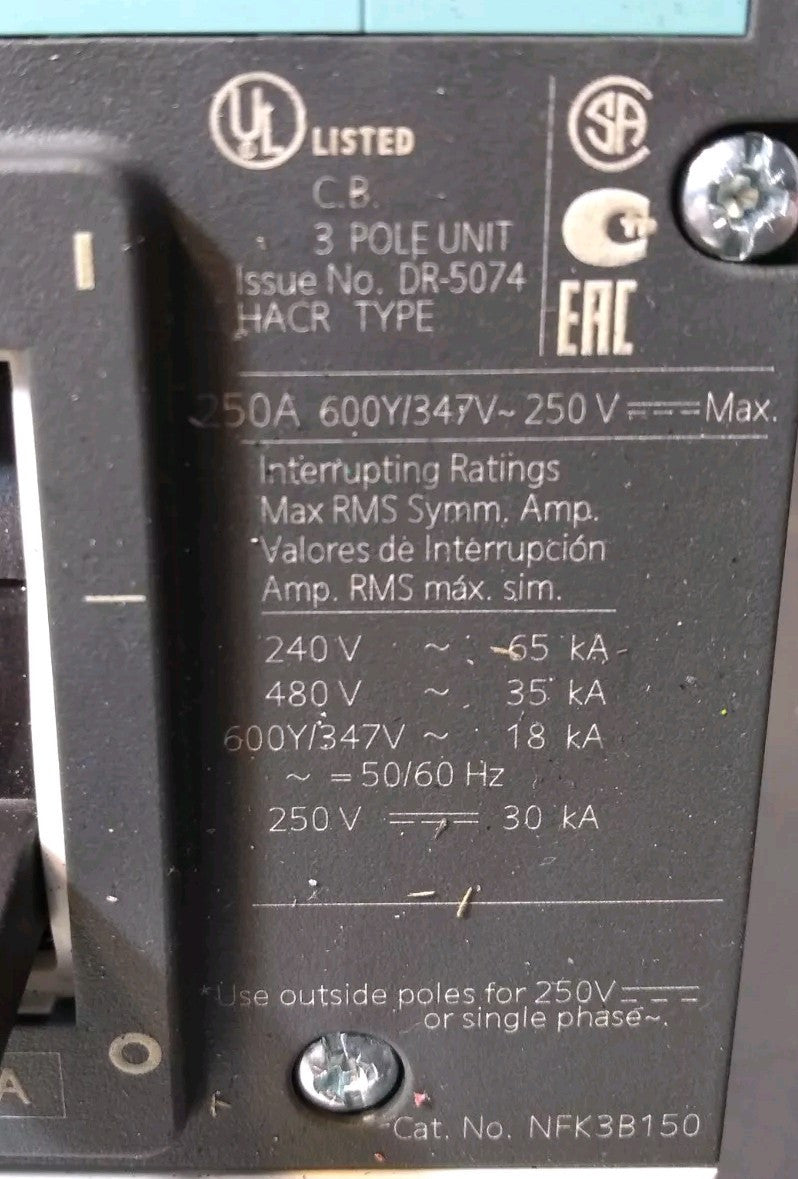 UL LISTED
SA
C.B.
3 POLE UNIT
Issue No. DR-5074
HACR TYPE
EAC
250A 600Y/347V~ 250 V ⎓ Max.
Interrupting Ratings
Max RMS Symm. Amp.
Valores de Interrupción
Amp. RMS máx. sim.
240 V ~ 65 kA
480 V ~ 35 kA
600Y/347V ~ 18 kA
~ = 50/60 Hz
250 V ⎓ 30 kA
*Use outside poles for 250V ⎓
or single phase~.
O
A
Cat. No. NFK3B150